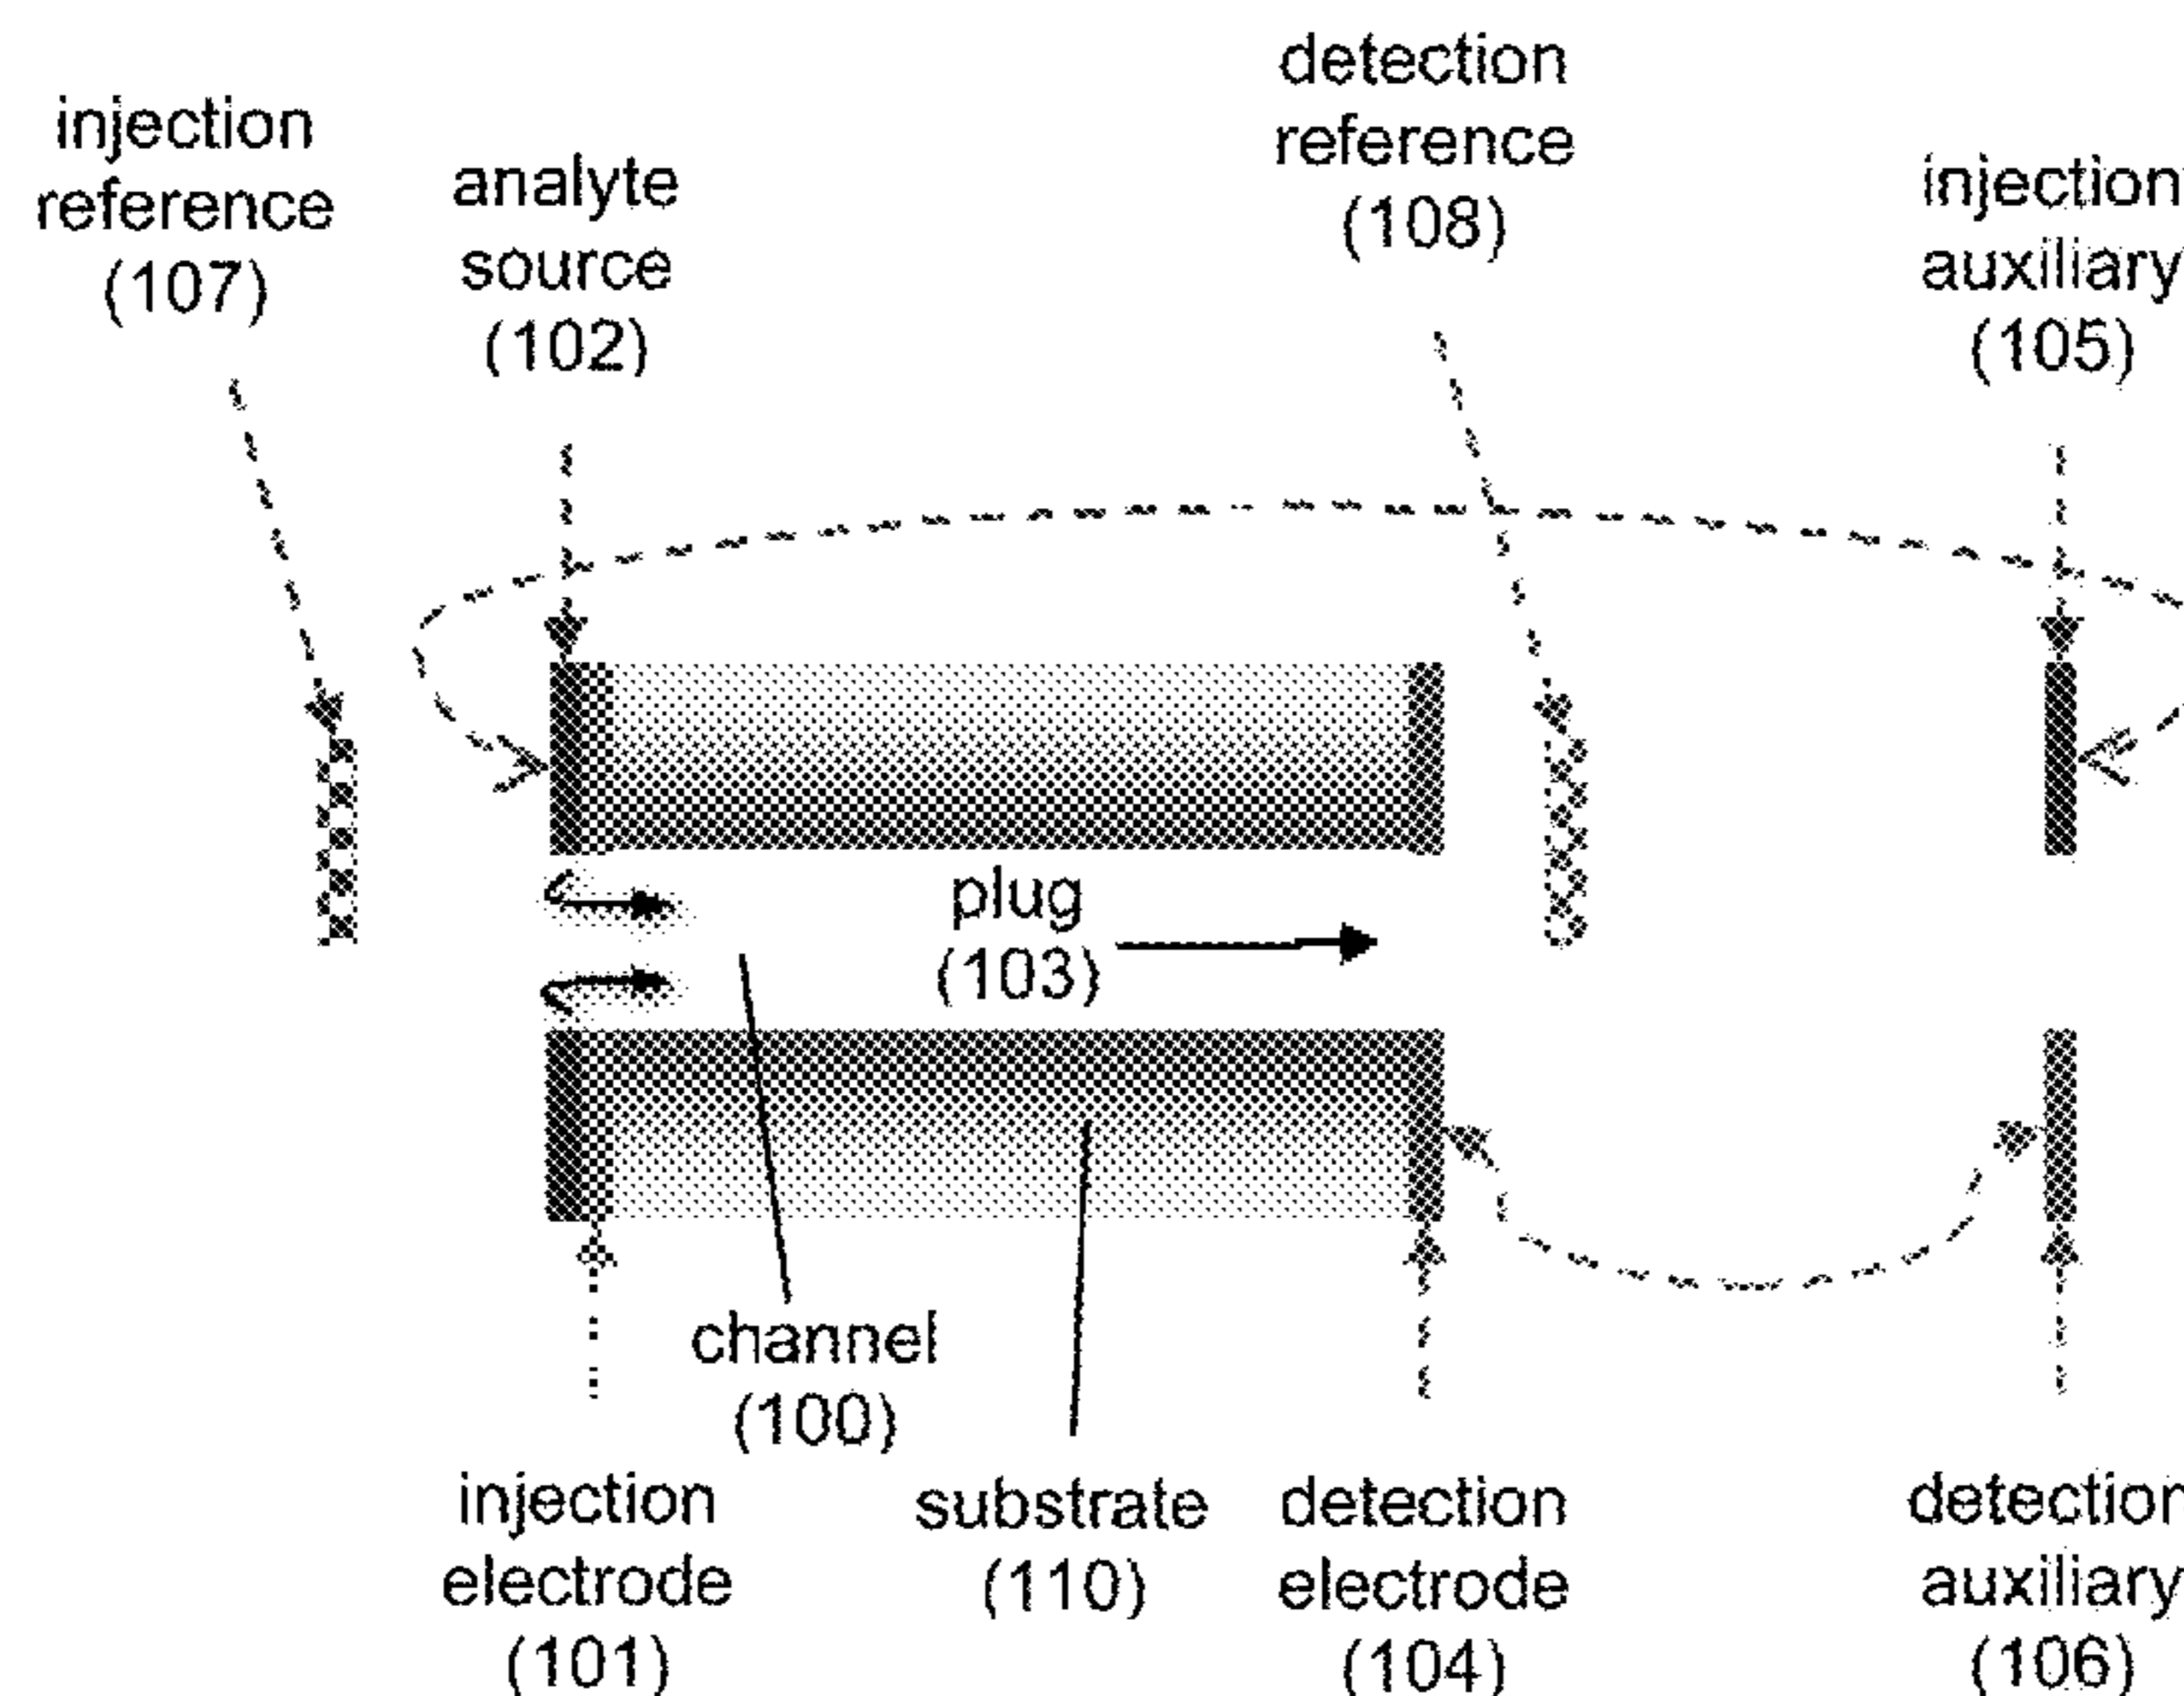 injection
reference
(107)
analyte
source
(102)
detection
reference
(108)
injection
auxiliary
(105)
plug
(103)
channel
(100)
injection
electrode
(101)
substrate
(110)
detection
electrode
(104)
detection
auxiliary
(106)